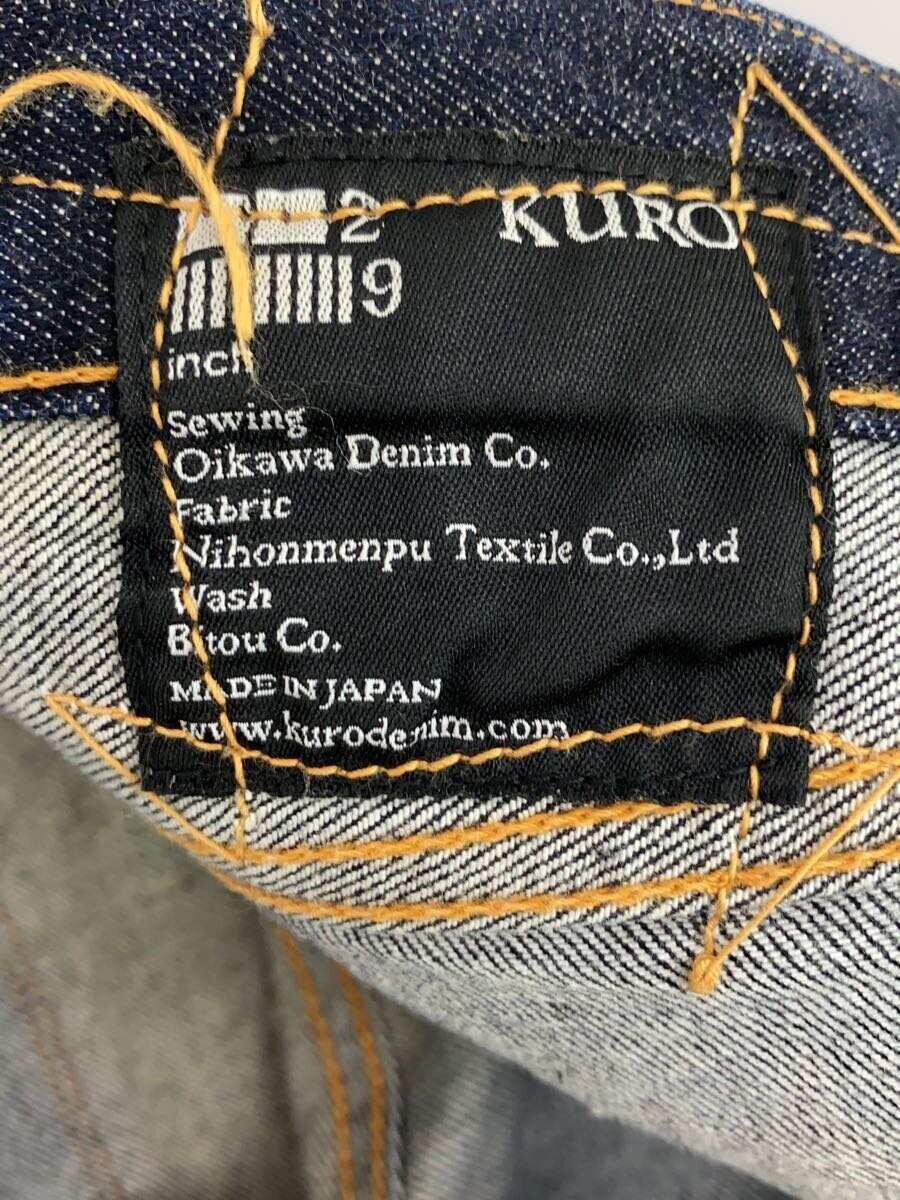 2 KURO
9
inch
Sewing
Oikawa Denim Co.
Fabric
Nihonmenpu Textile Co.,Ltd
Wash
Bitou Co.
MADE IN JAPAN
www.kurodenim.com